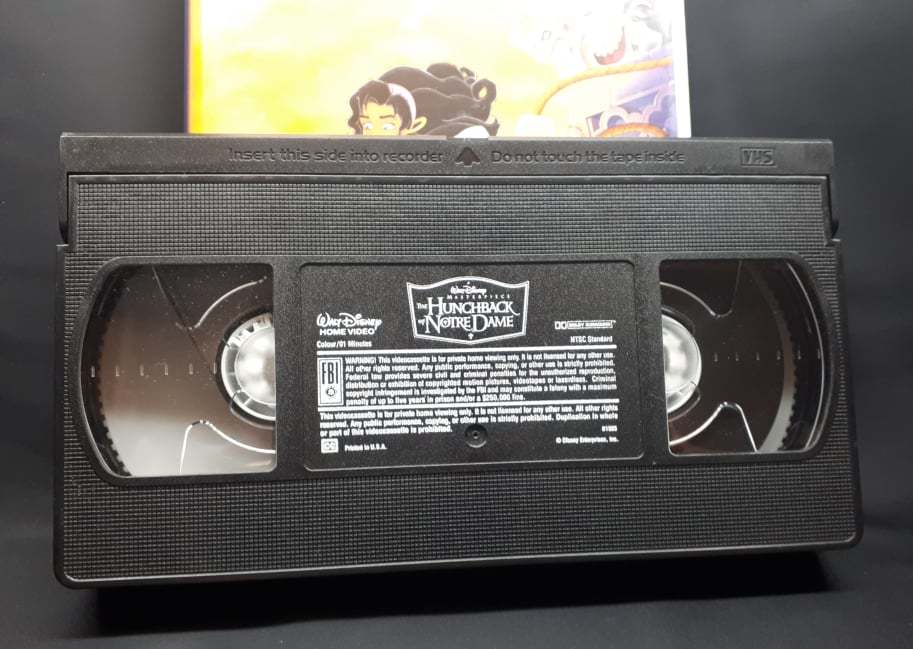 Insert this side into recorder Do not touch the tape inside VHS
Walt Disney
MASTERPIECE
THE HUNCHBACK
OF NOTRE DAME
Walt Disney
HOME VIDEO
DOLBY SURROUND
Colour/91 Minutes
NTSC Standard
FBI
WARNING! This videocassette is for private home viewing only. It is not licensed for any other use.
All other rights reserved. Any public performance, copying, or other use is strictly prohibited.
Federal law provides severe civil and criminal penalties for the unauthorized reproduction,
distribution or exhibition of copyrighted motion pictures, videotapes or laserdiscs. Criminal
copyright infringement is investigated by the FBI and may constitute a felony with a maximum
penalty of up to five years in prison and/or a $250,000 fine.
This videocassette is for private home viewing only. It is not licensed for any other use. All other rights
reserved. Any public performance, copying, or other use is strictly prohibited. Duplication in whole
or part of this videocassette is prohibited.
CC Printed in U.S.A.
© Disney Enterprises, Inc.